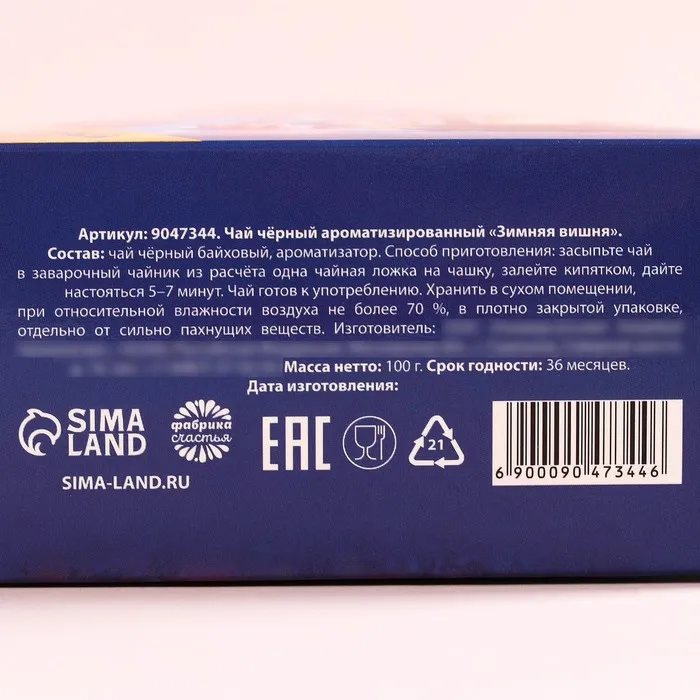 Артикул: 9047344. Чай чёрный ароматизированный «Зимняя вишня».
Состав: чай чёрный байховый, ароматизатор. Способ приготовления: засыпьте чай
в заварочный чайник из расчёта одна чайная ложка на чашку, залейте кипятком, дайте
настояться 5–7 минут. Чай готов к употреблению. Хранить в сухом помещении,
при относительной влажности воздуха не более 70 %, в плотно закрытой упаковке,
отдельно от сильно пахнущих веществ. Изготовитель:
Масса нетто: 100 г. Срок годности: 36 месяцев.
Дата изготовления:
SIMA
LAND
фабрика
счастья
EAC
21
6 900090 473446
SIMA-LAND.RU